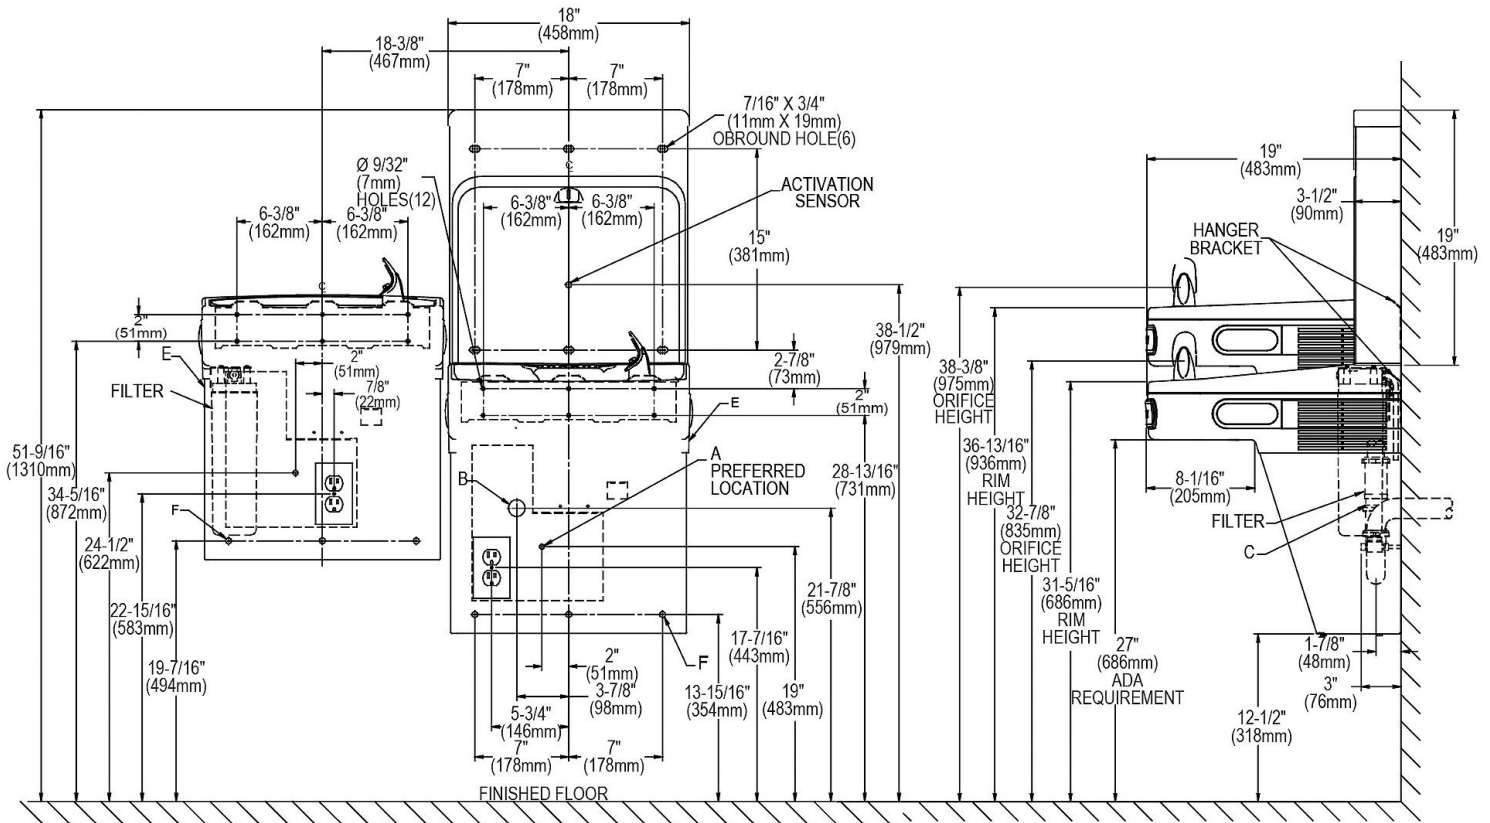 18"
(458mm)
18-3/8"
(467mm)
7"
(178mm)
7"
(178mm)
7/16" X 3/4"
(11mm X 19mm)
OBROUND HOLE(6)
Ø 9/32"
(7mm)
HOLES(12)
ACTIVATION
SENSOR
6-3/8"
(162mm)
6-3/8"
(162mm)
6-3/8"
(162mm)
6-3/8"
(162mm)
15"
(381mm)
2"
(51mm)
E
FILTER
2"
(51mm)
7/8"
(22mm)
2-7/8"
(73mm)
2"
(51mm)
38-1/2"
(979mm)
E
51-9/16"
(1310mm)
34-5/16"
(872mm)
24-1/2"
(622mm)
22-15/16"
(583mm)
19-7/16"
(494mm)
F
B
A
PREFERRED
LOCATION
28-13/16"
(731mm)
21-7/8"
(556mm)
17-7/16"
(443mm)
19"
(483mm)
13-15/16"
(354mm)
F
2"
(51mm)
3-7/8"
(98mm)
5-3/4"
(146mm)
7"
(178mm)
7"
(178mm)
FINISHED FLOOR
19"
(483mm)
3-1/2"
(90mm)
HANGER
BRACKET
19"
(483mm)
38-3/8"
(975mm)
ORIFICE
HEIGHT
36-13/16"
(936mm)
RIM
HEIGHT
32-7/8"
(835mm)
ORIFICE
HEIGHT
31-5/16"
(686mm)
RIM
HEIGHT
27"
(686mm)
ADA
REQUIREMENT
8-1/16"
(205mm)
FILTER
C
1-7/8"
(48mm)
3"
(76mm)
12-1/2"
(318mm)